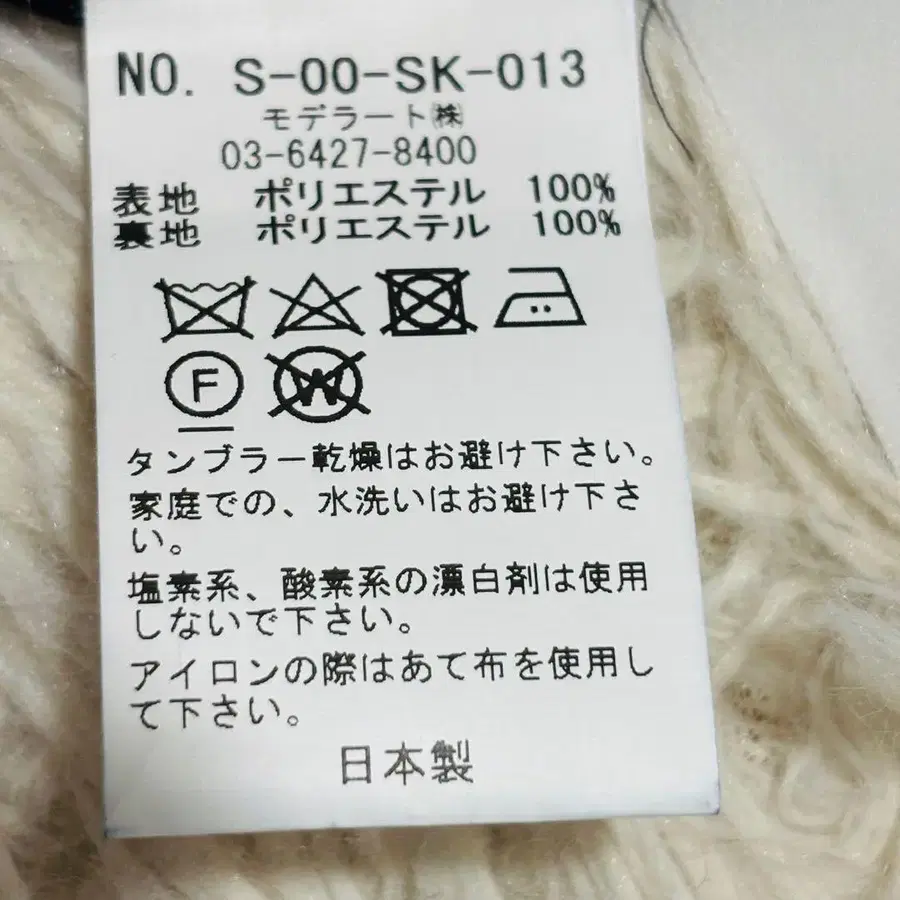 NO. S-00-SK-013
モデラート㈱
03-6427-8400
表地 ポリエステル 100%
裏地 ポリエステル 100%
F W
タンブラー乾燥はお避け下さい。
家庭での、水洗いはお避け下さ
い。
塩素系、酸素系の漂白剤は使用
しないで下さい。
アイロンの際はあて布を使用し
て下さい。
日本製